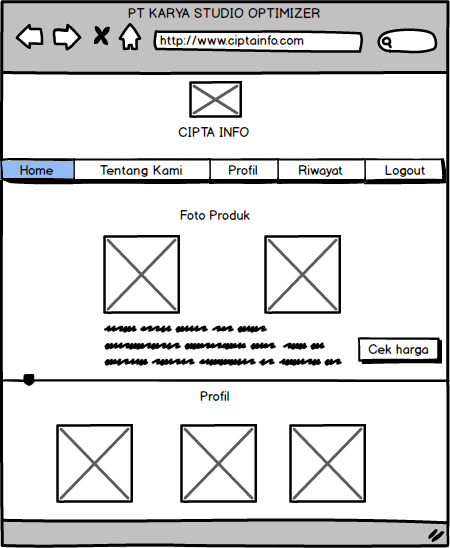 PT KARYA STUDIO OPTIMIZER
http://www.ciptainfo.com
CIPTA INFO
Home Tentang Kami Profil Riwayat Logout
Foto Produk
Cek harga
Profil